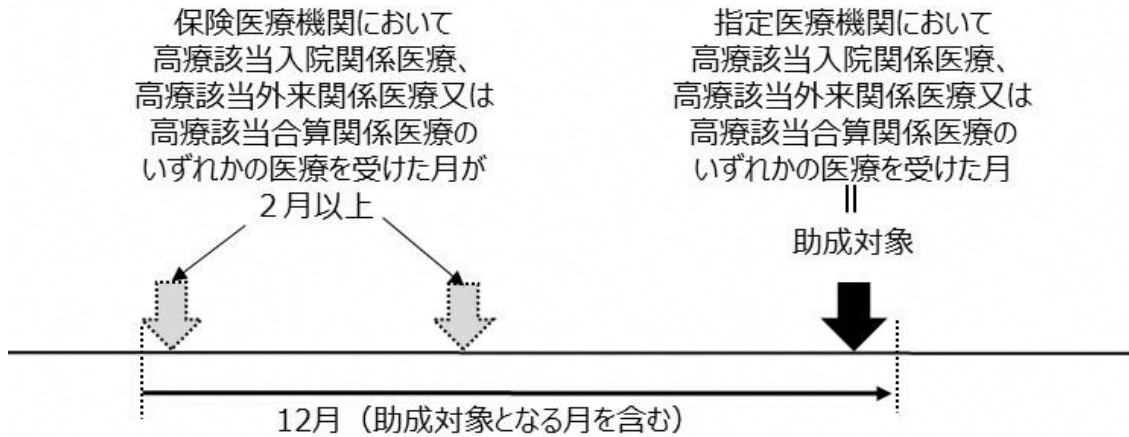 保険医療機関において
高療該当入院関係医療、
高療該当外来関係医療又は
高療該当合算関係医療の
いずれかの医療を受けた月が
２月以上
指定医療機関において
高療該当入院関係医療、
高療該当外来関係医療又は
高療該当合算関係医療の
いずれかの医療を受けた月
||
助成対象
12月（助成対象となる月を含む）